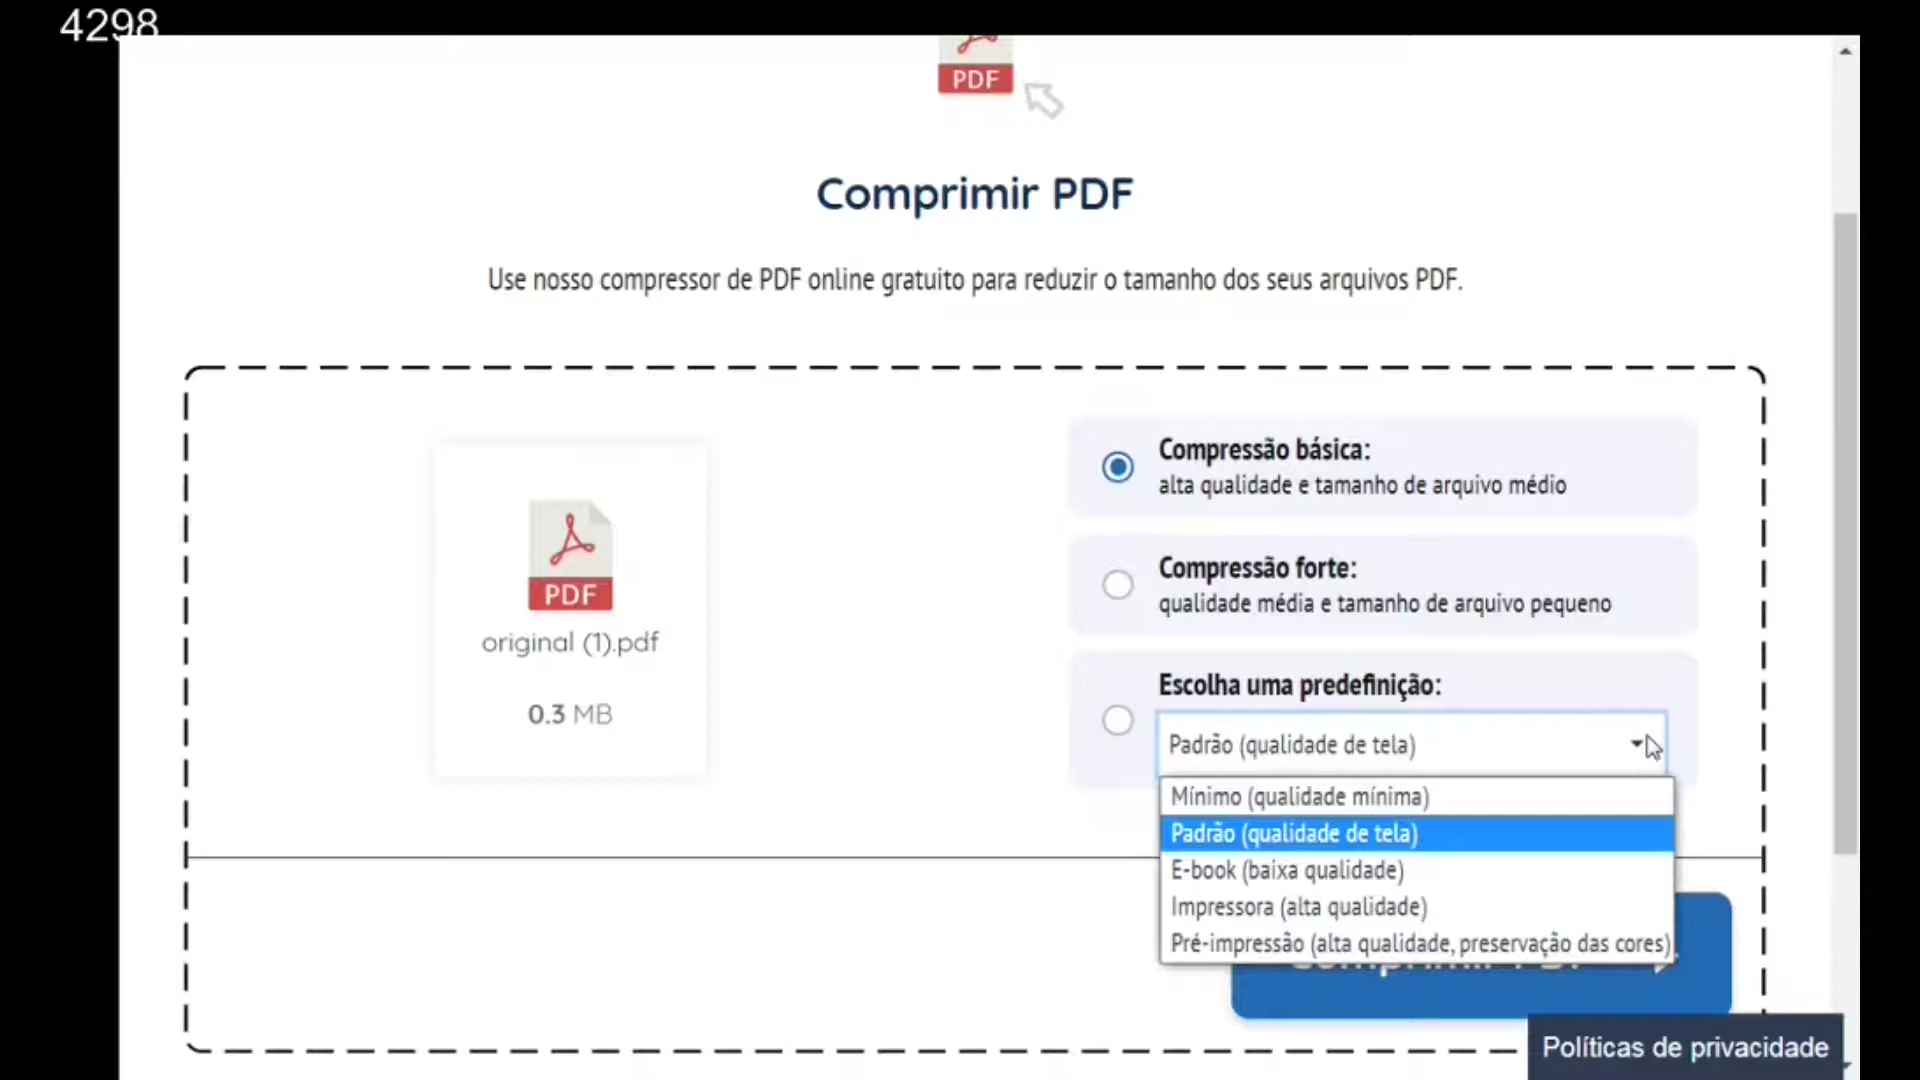 4298
PDF
Comprimir PDF
Use nosso compressor de PDF online gratuito para reduzir o tamanho dos seus arquivos PDF.
PDF
original (1).pdf
0.3 MB
Compressão básica:
alta qualidade e tamanho de arquivo médio
Compressão forte:
qualidade média e tamanho de arquivo pequeno
Escolha uma predefinição:
Padrão (qualidade de tela)
Mínimo (qualidade mínima)
Padrão (qualidade de tela)
E-book (baixa qualidade)
Impressora (alta qualidade)
Pré-impressão (alta qualidade, preservação das cores)
Políticas de privacidade